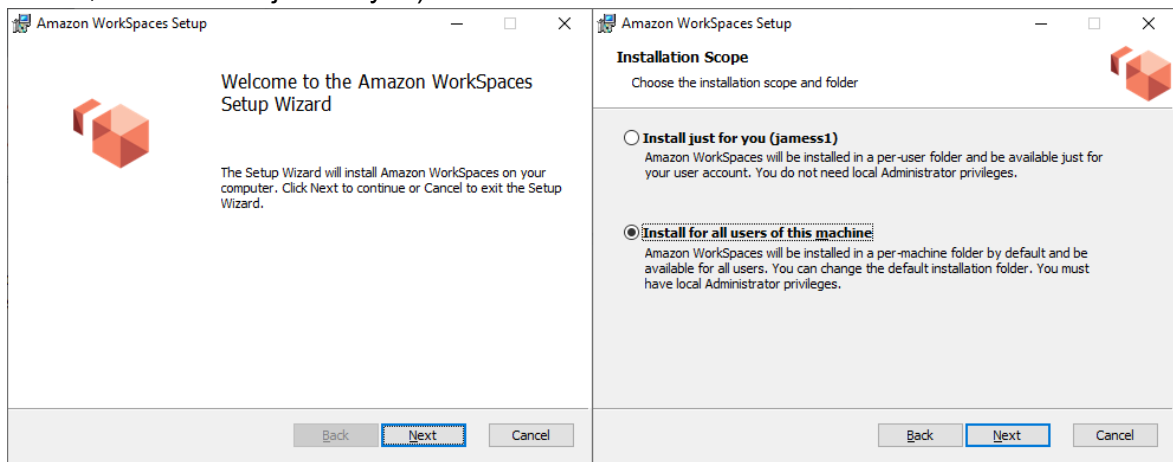 Amazon WorkSpaces Setup
Welcome to the Amazon WorkSpaces
Setup Wizard
The Setup Wizard will install Amazon WorkSpaces on your
computer. Click Next to continue or Cancel to exit the Setup
Wizard.
Back Next Cancel
Amazon WorkSpaces Setup
Installation Scope
Choose the installation scope and folder
Install just for you (jamess1)
Amazon WorkSpaces will be installed in a per-user folder and be available just for
your user account. You do not need local Administrator privileges.
Install for all users of this machine
Amazon WorkSpaces will be installed in a per-machine folder by default and be
available for all users. You can change the default installation folder. You must
have local Administrator privileges.
Back Next Cancel